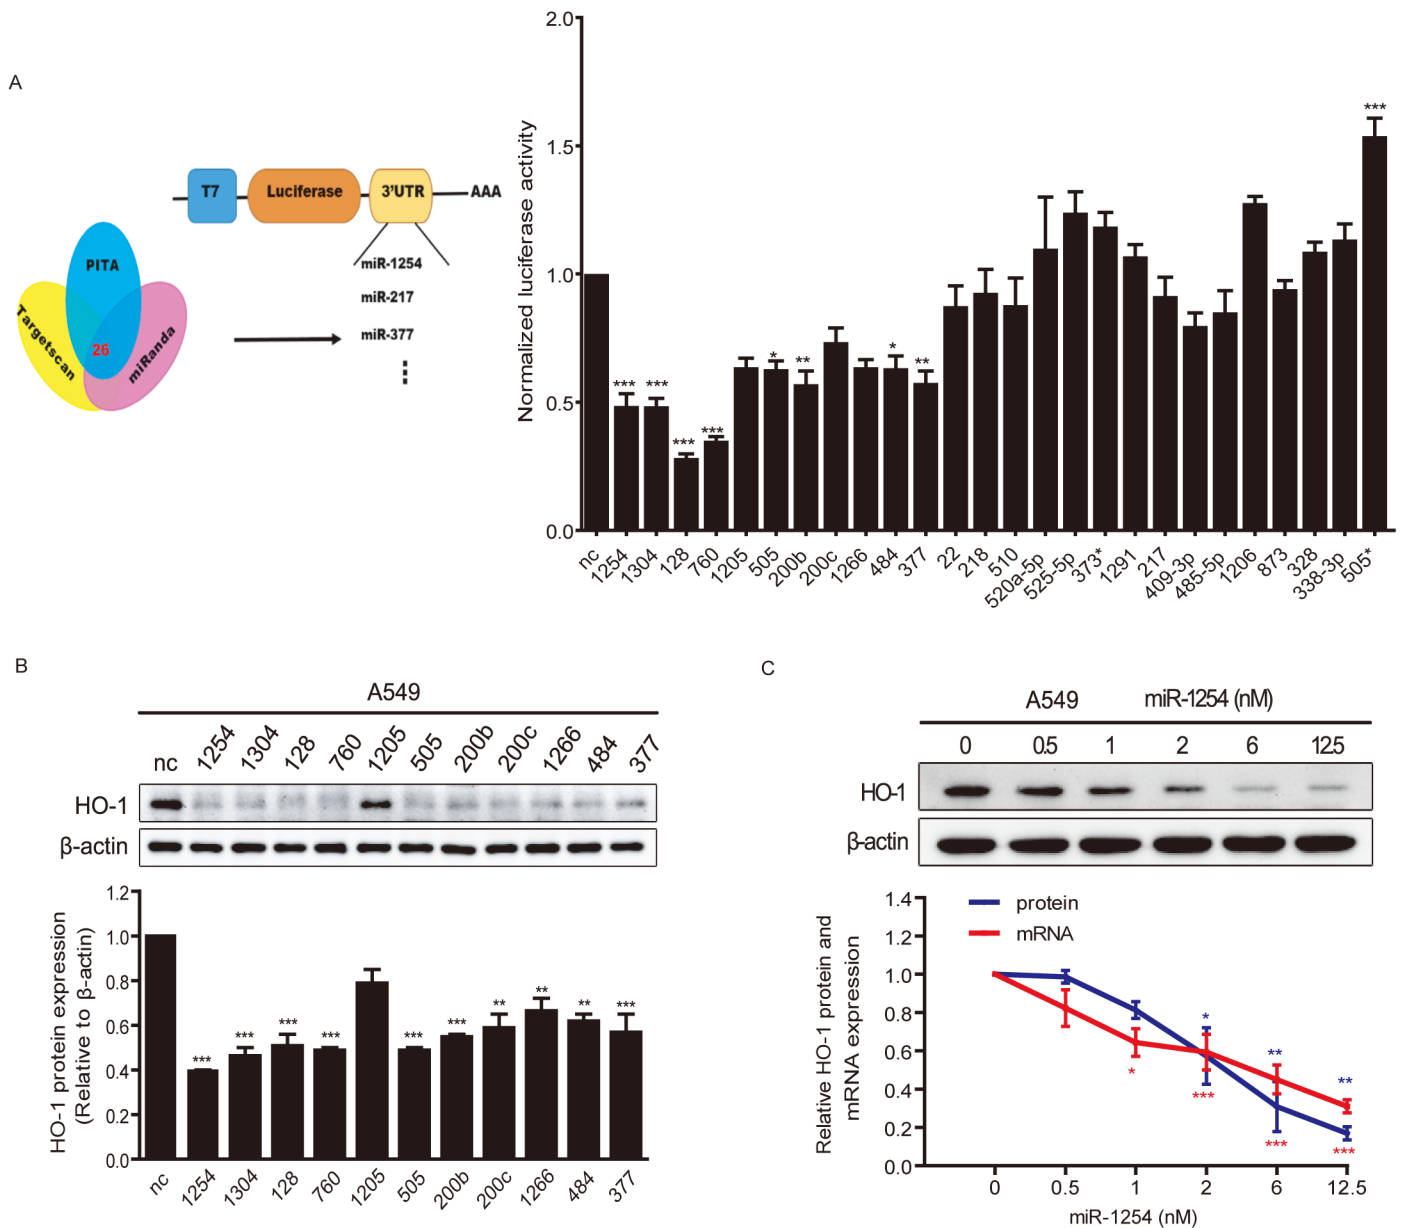 A
T7 Luciferase 3'UTR AAA
miR-1254
miR-217
miR-377
PITA
Targetscan
miRanda
26
Normalized luciferase activity
2.0
1.5
1.0
0.5
0.0
*** *** *** *** * ** * ** ***
nc 1254 1304 128 760 1205 505 200b 200c 1266 484 377 22 218 510 520a-5p 525-5p 373* 1291 217 409-3p 485-5p 1206 873 328 338-3p 505*
B
A549
nc 1254 1304 128 760 1205 505 200b 200c 1266 484 377
HO-1
β-actin
HO-1 protein expression
(Relative to β-actin)
1.2
1.0
0.8
0.6
0.4
0.2
0.0
*** *** *** *** *** *** ** ** ** ***
nc 1254 1304 128 760 1205 505 200b 200c 1266 484 377
C
A549 miR-1254 (nM)
0 0.5 1 2 6 12.5
HO-1
β-actin
Relative HO-1 protein and
mRNA expression
1.4
1.2
1.0
0.8
0.6
0.4
0.2
0.0
protein
mRNA
* ** **
* *** *** ***
0 0.5 1 2 6 12.5
miR-1254 (nM)